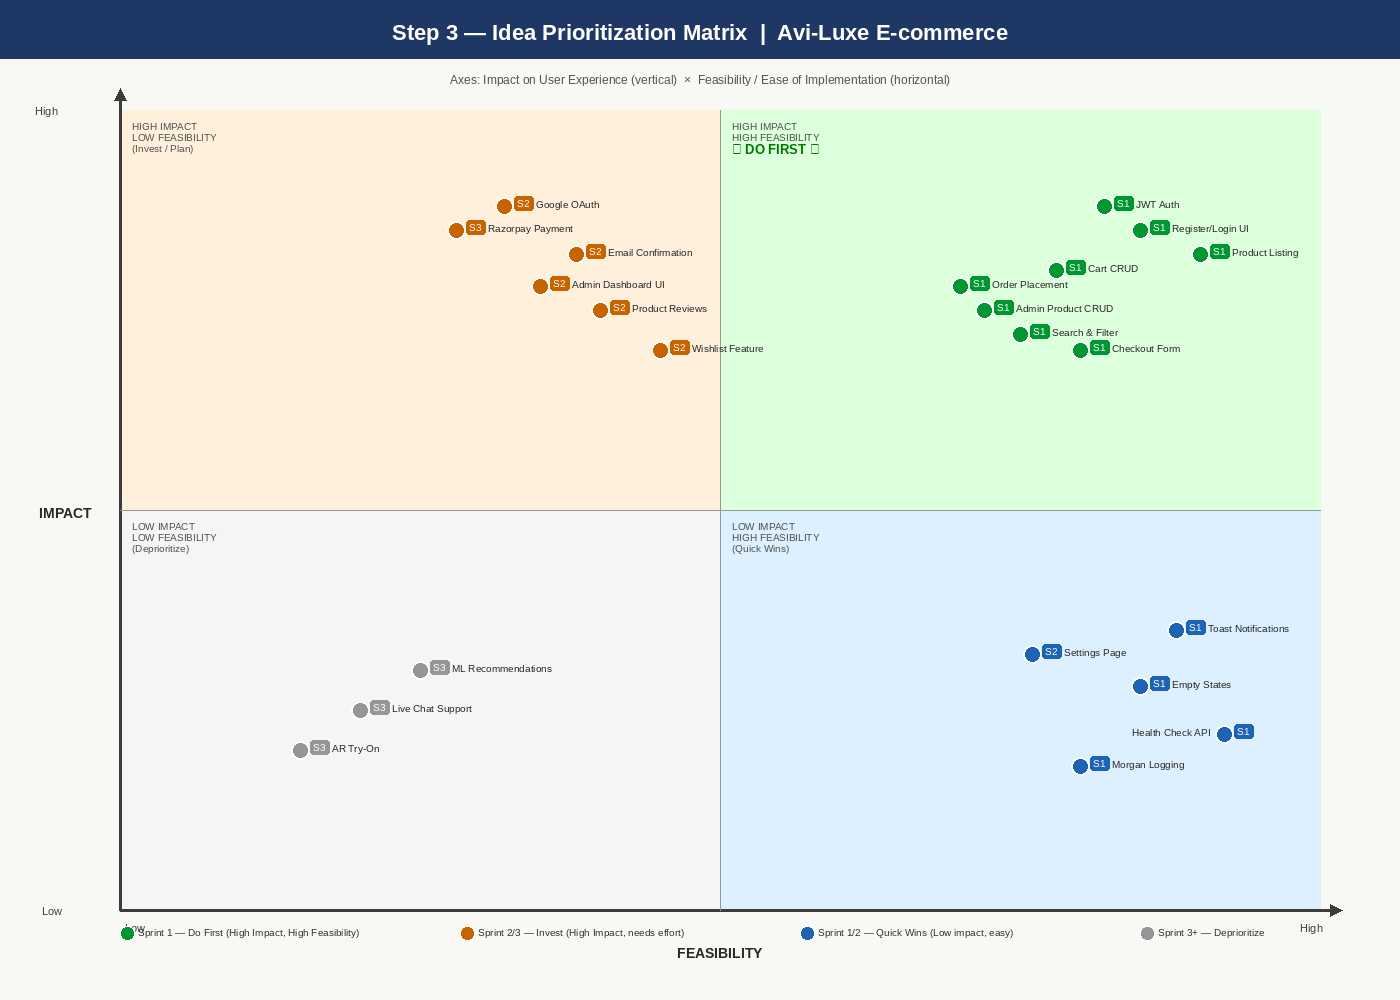 Step 3 — Idea Prioritization Matrix | Avi-Luxe E-commerce
Axes: Impact on User Experience (vertical) × Feasibility / Ease of Implementation (horizontal)
High
HIGH IMPACT
LOW FEASIBILITY
(Invest / Plan)
HIGH IMPACT
HIGH FEASIBILITY
DO FIRST
S2 Google OAuth
S3 Razorpay Payment
S2 Email Confirmation
S2 Admin Dashboard UI
S2 Product Reviews
S2 Wishlist Feature
S1 JWT Auth
S1 Register/Login UI
S1 Product Listing
S1 Cart CRUD
S1 Order Placement
S1 Admin Product CRUD
S1 Search & Filter
S1 Checkout Form
IMPACT
LOW IMPACT
LOW FEASIBILITY
(Deprioritize)
LOW IMPACT
HIGH FEASIBILITY
(Quick Wins)
S3 ML Recommendations
S3 Live Chat Support
S3 AR Try-On
S1 Toast Notifications
S2 Settings Page
S1 Empty States
Health Check API S1
S1 Morgan Logging
Low
Low
High
Sprint 1 — Do First (High Impact, High Feasibility)
Sprint 2/3 — Invest (High Impact, needs effort)
Sprint 1/2 — Quick Wins (Low impact, easy)
Sprint 3+ — Deprioritize
FEASIBILITY